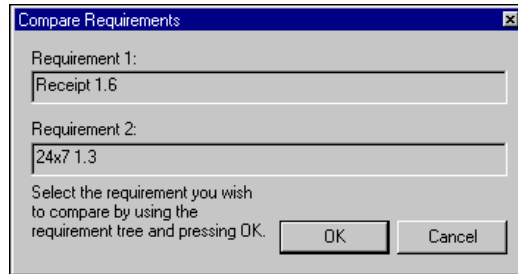 Compare Requirements
Requirement 1:
Receipt 1.6
Requirement 2:
24x7 1.3
Select the requirement you wish
to compare by using the
requirement tree and pressing OK.
OK
Cancel